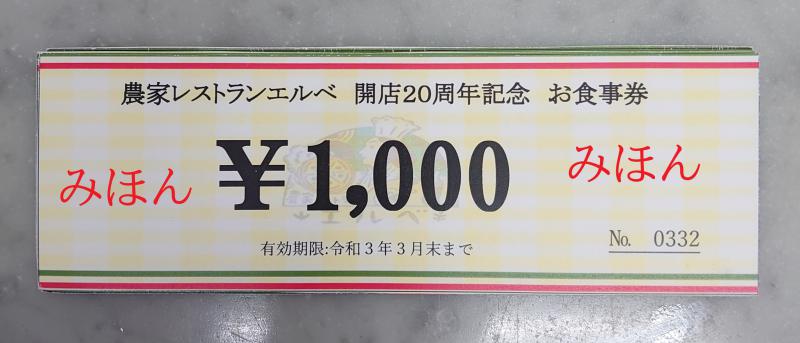 農家レストランエルベ　開店20周年記念　お食事券
みほん
¥1,000
みほん
有効期限:令和3年3月末まで
№ 0332